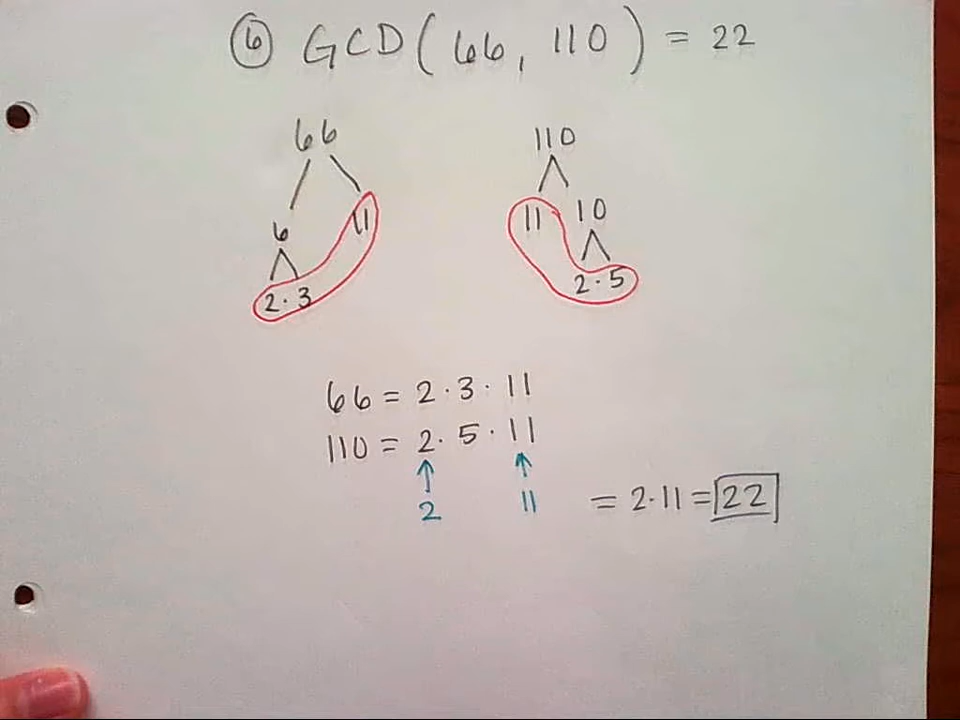 6 GCD(66, 110) = 22
66 110
6 11 11 10
2·3 2·5
66 = 2·3·11
110 = 2·5·11
↑ ↑
2 11 = 2·11 = 22